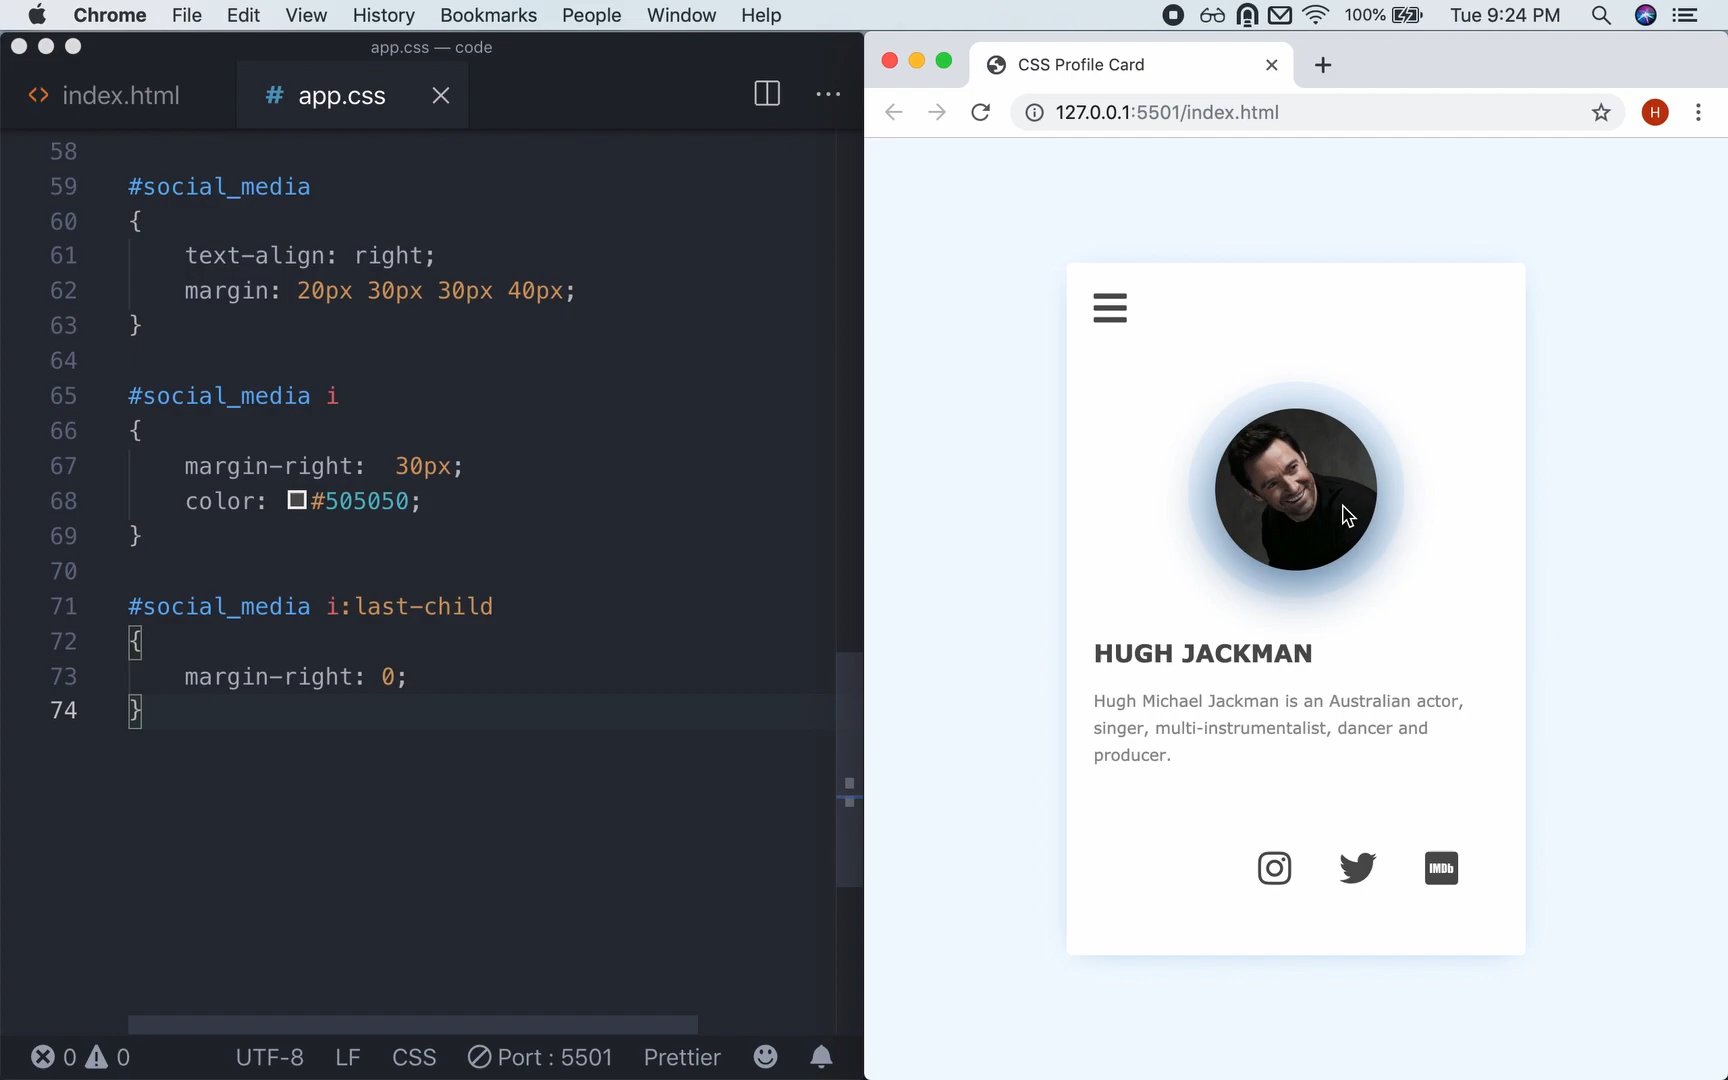 Chrome File Edit View History Bookmarks People Window Help 100% Tue 9:24 PM
app.css — code
<> index.html # app.css
58
59 #social_media
60 {
61 text-align: right;
62 margin: 20px 30px 30px 40px;
63 }
64
65 #social_media i
66 {
67 margin-right:  30px;
68 color: #505050;
69 }
70
71 #social_media i:last-child
72 {
73 margin-right: 0;
74 }
0 0 UTF-8 LF CSS Port : 5501 Prettier
CSS Profile Card
127.0.0.1:5501/index.html H
HUGH JACKMAN
Hugh Michael Jackman is an Australian actor,
singer, multi-instrumentalist, dancer and
producer.
IMDb